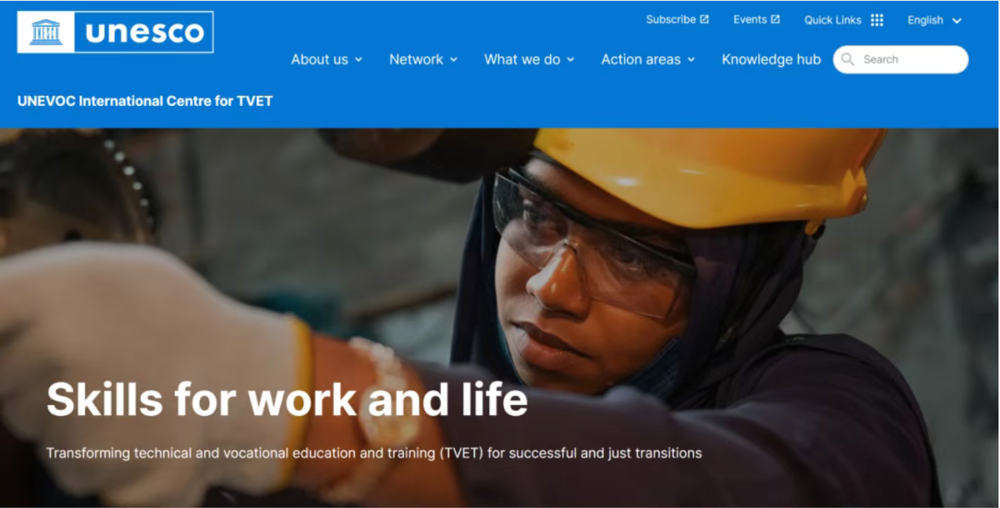 unesco
Subscribe
Events
Quick Links
English
About us
Network
What we do
Action areas
Knowledge hub
Search
UNEVOC International Centre for TVET
Skills for work and life
Transforming technical and vocational education and training (TVET) for successful and just transitions